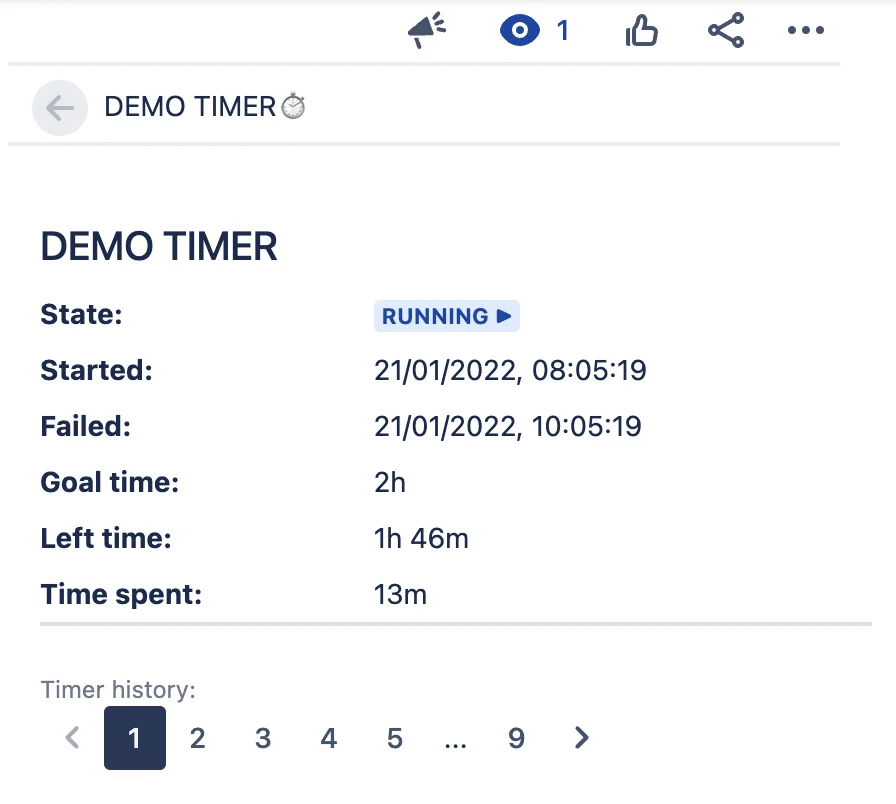 1
DEMO TIMER⏱
DEMO TIMER
State: RUNNING ▶
Started: 21/01/2022, 08:05:19
Failed: 21/01/2022, 10:05:19
Goal time: 2h
Left time: 1h 46m
Time spent: 13m
Timer history:
1 2 3 4 5 ... 9